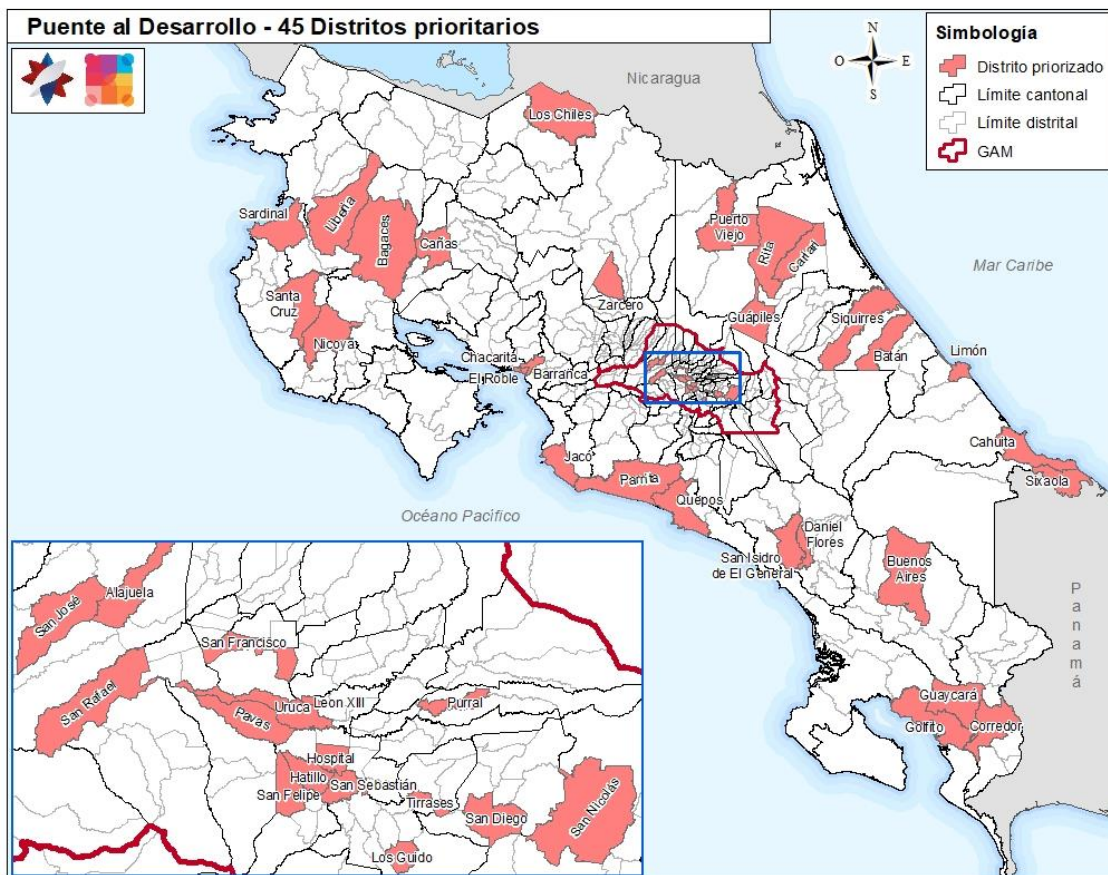 Puente al Desarrollo - 45 Distritos prioritarios
Simbología
Distrito priorizado
Límite cantonal
Límite distrital
GAM
N
O
E
S
Nicaragua
Los Chiles
Sardinal
Liberia
Bagaces
Cañas
Puerto
Viejo
Rita
Cariari
Mar Caribe
Santa
Cruz
Nicoya
Zarcero
Guápiles
Siquirres
Batán
Limón
Chacarita
El Roble
Barranca
Cahuita
Sixaola
Jacó
Parrita
Quepos
Océano Pacífico
Daniel
Flores
San Isidro
de El General
Buenos
Aires
Panamá
Guaycará
Golfito
Corredor
San José
Alajuela
San Francisco
San Rafael
Pavas
Uruca
Leon XIII
Purral
Hospital
Hatillo
San Sebastián
San Felipe
Tirrases
San Diego
San Nicolás
Los Guido